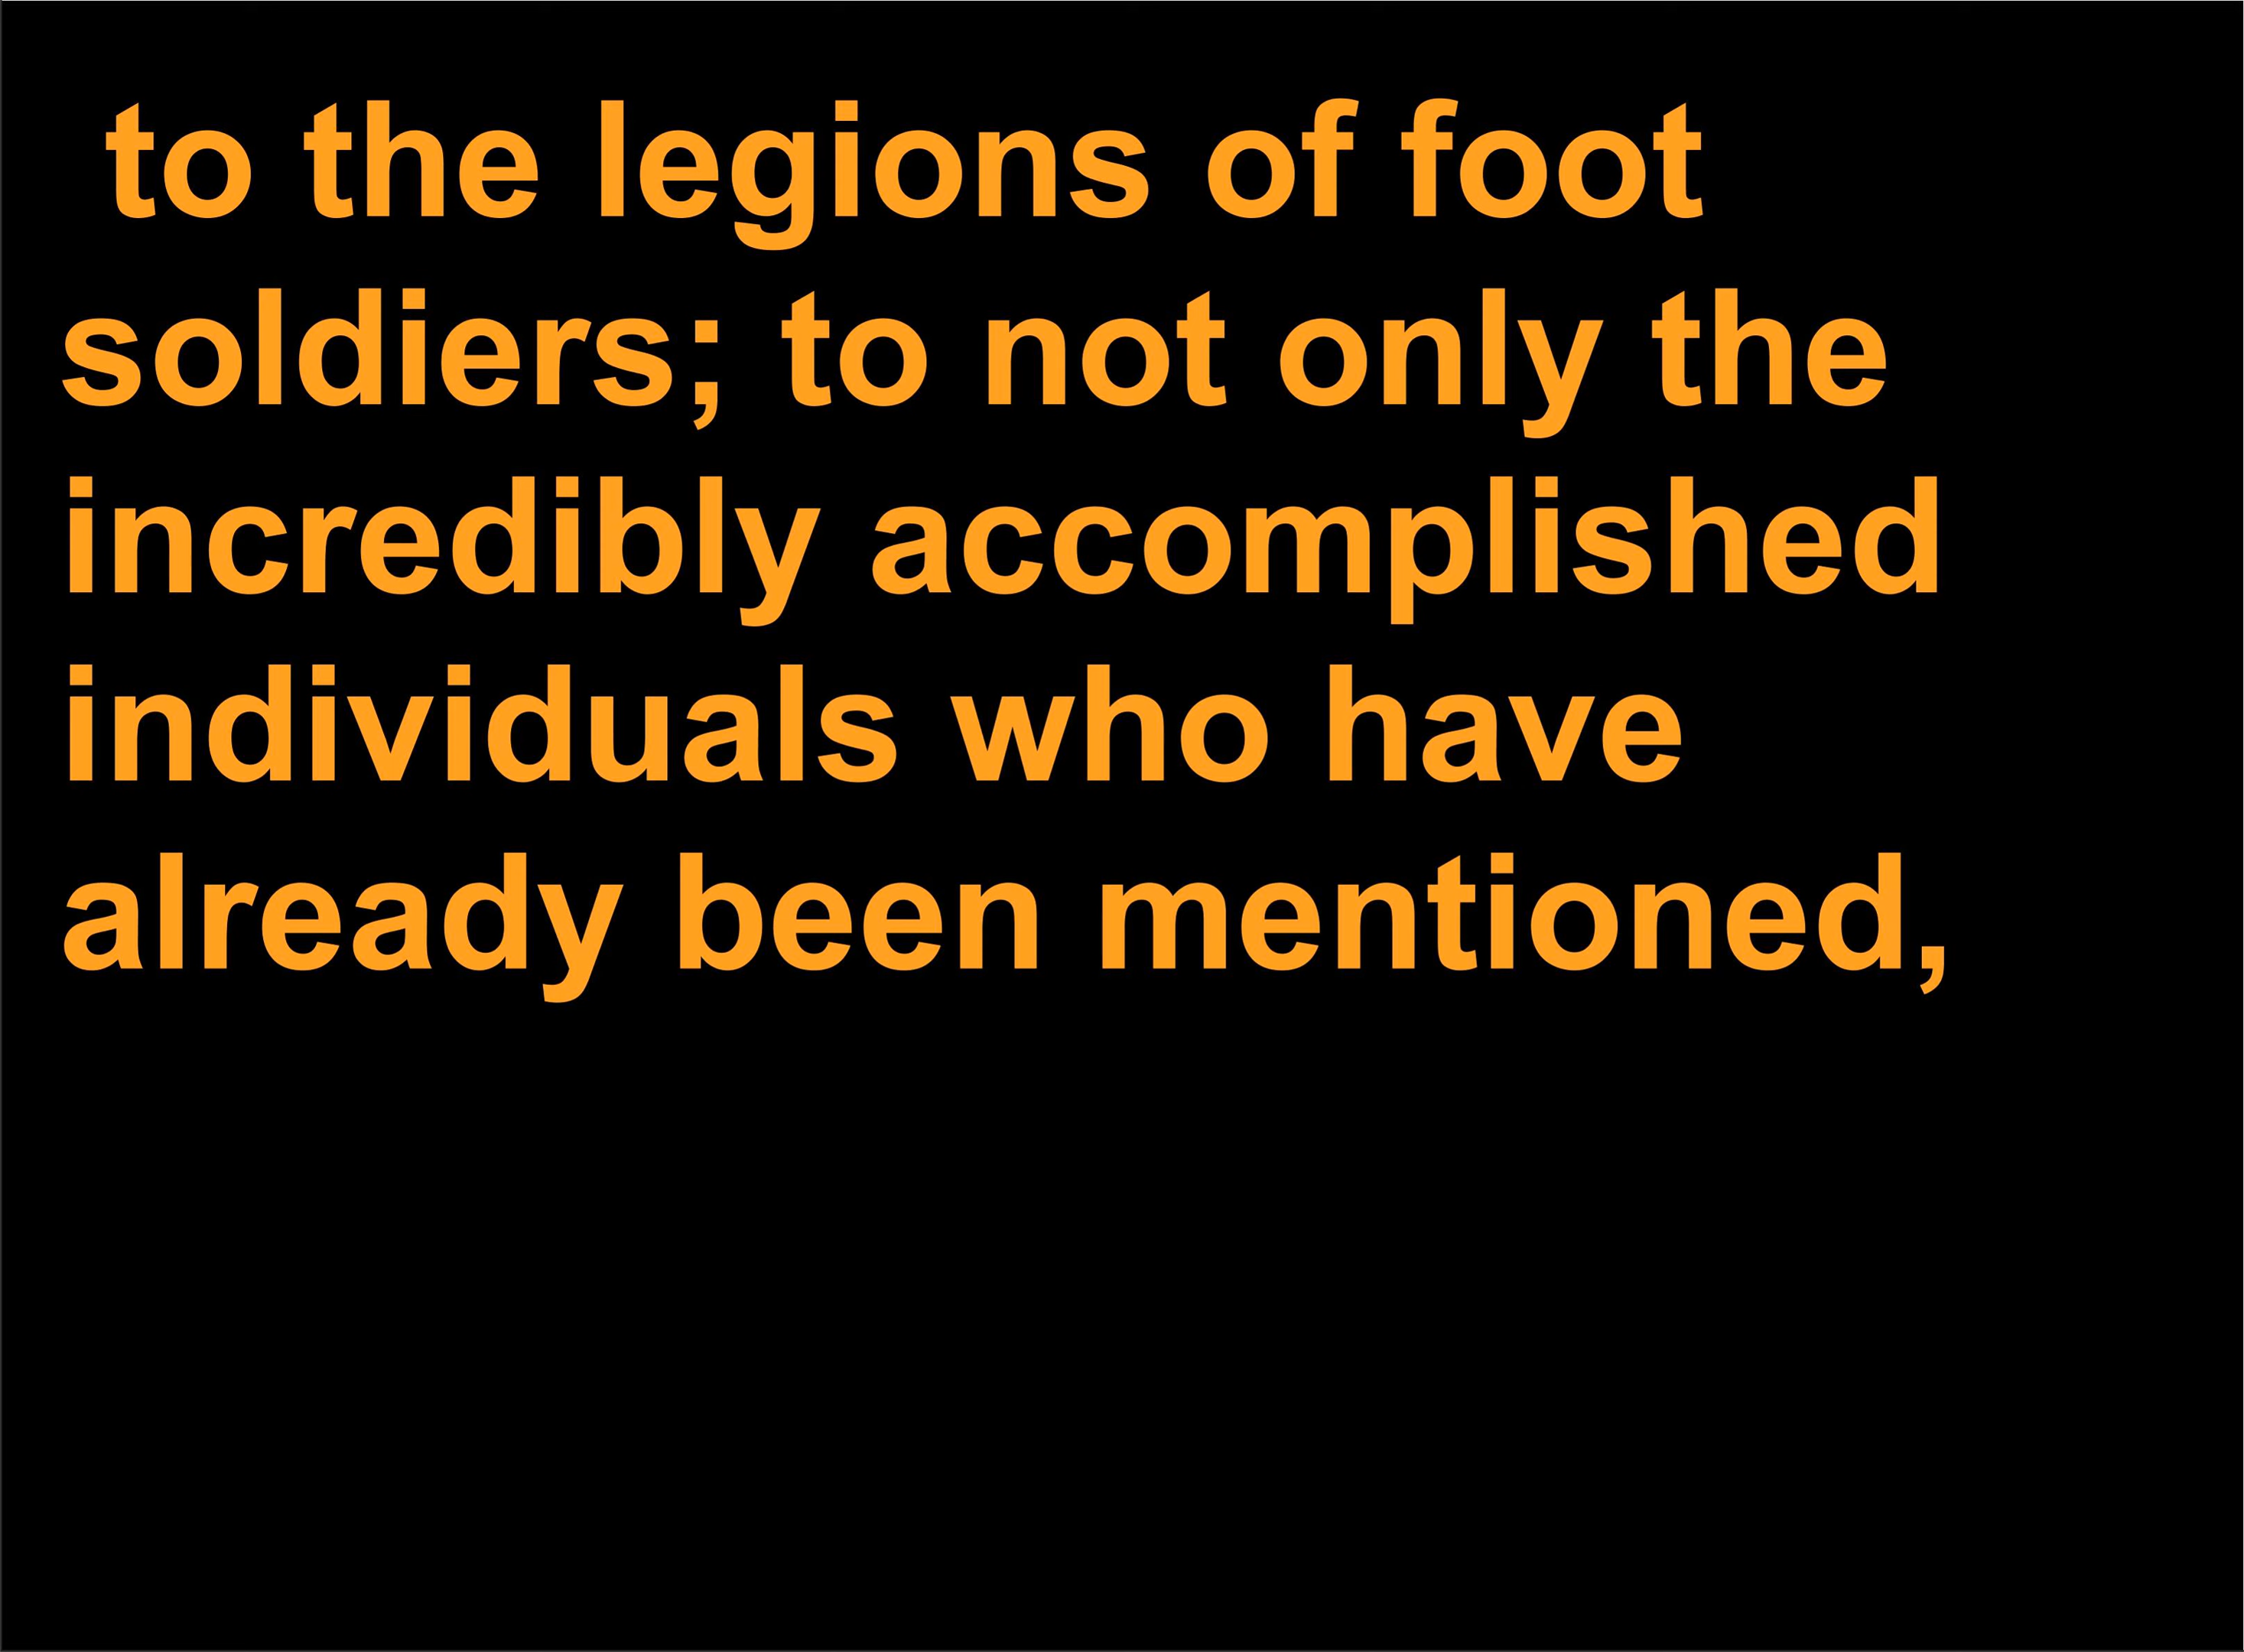 to the legions of foot
soldiers; to not only the
incredibly accomplished
individuals who have
already been mentioned,